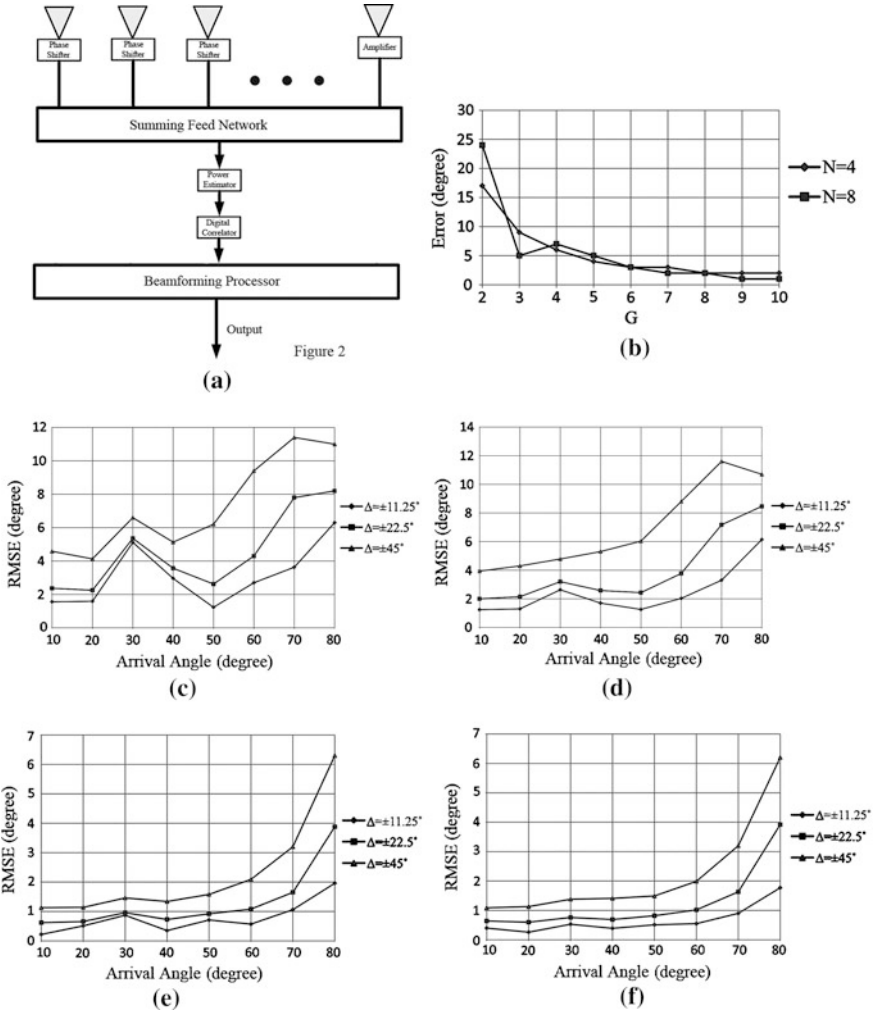 Phase Shifter
Phase Shifter
Phase Shifter
Amplifier
Summing Feed Network
Power Estimator
Digital Correlator
Beamforming Processor
Output
Figure 2
(a)
30
25
20
15
10
5
0
Error (degree)
2 3 4 5 6 7 8 9 10
G
N=4
N=8
(b)
12
10
8
6
4
2
0
RMSE (degree)
10 20 30 40 50 60 70 80
Arrival Angle (degree)
Δ=±11.25°
Δ=±22.5°
Δ=±45°
(c)
14
12
10
8
6
4
2
0
RMSE (degree)
10 20 30 40 50 60 70 80
Arrival Angle (degree)
Δ=±11.25°
Δ=±22.5°
Δ=±45°
(d)
7
6
5
4
3
2
1
0
RMSE (degree)
10 20 30 40 50 60 70 80
Arrival Angle (degree)
Δ=±11.25°
Δ=±22.5°
Δ=±45°
(e)
7
6
5
4
3
2
1
0
RMSE (degree)
10 20 30 40 50 60 70 80
Arrival Angle (degree)
Δ=±11.25°
Δ=±22.5°
Δ=±45°
(f)